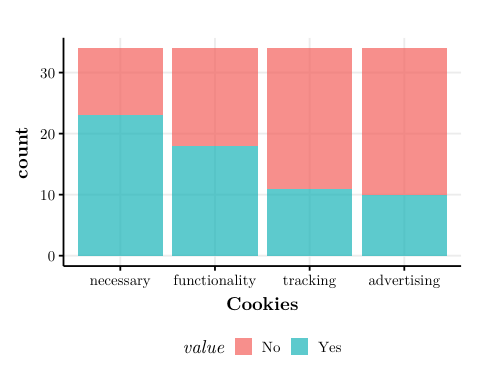 count
30
20
10
0
necessary functionality tracking advertising
Cookies
value No Yes